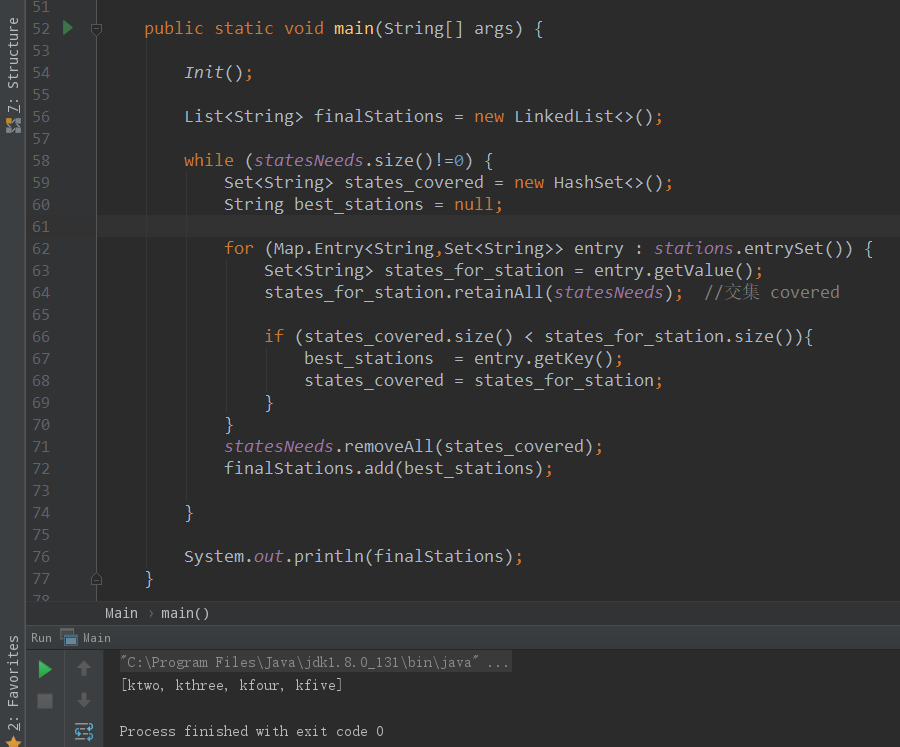 7: Structure
51
52 public static void main(String[] args) {
53
54 Init();
55
56 List<String> finalStations = new LinkedList<>();
57
58 while (statesNeeds.size()!=0) {
59 Set<String> states_covered = new HashSet<>();
60 String best_stations = null;
61
62 for (Map.Entry<String,Set<String>> entry : stations.entrySet()) {
63 Set<String> states_for_station = entry.getValue();
64 states_for_station.retainAll(statesNeeds); //交集 covered
65
66 if (states_covered.size() < states_for_station.size()){
67 best_stations = entry.getKey();
68 states_covered = states_for_station;
69 }
70 }
71 statesNeeds.removeAll(states_covered);
72 finalStations.add(best_stations);
73
74 }
75
76 System.out.println(finalStations);
77 }
78
Main › main()
Run Main
2: Favorites
"C:\Program Files\Java\jdk1.8.0_131\bin\java" ...
[ktwo, kthree, kfour, kfive]
Process finished with exit code 0